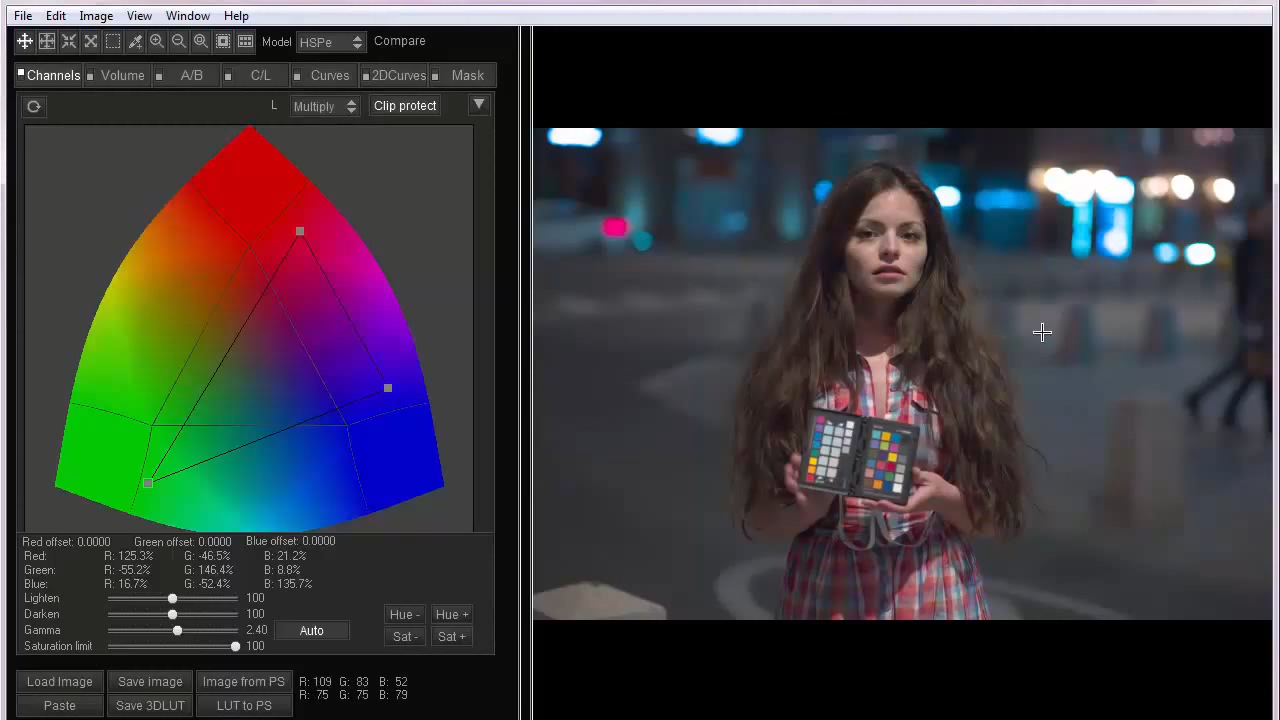 File Edit Image View Window Help
Model HSPe Compare
Channels Volume A/B C/L Curves 2DCurves Mask
L Multiply Clip protect
Red offset: 0.0000 Green offset: 0.0000 Blue offset: 0.0000
Red: R: 125.3% G: -46.5% B: 21.2%
Green: R: -55.2% G: 146.4% B: 8.8%
Blue: R: 16.7% G: -52.4% B: 135.7%
Lighten 100
Darken 100
Hue - Hue +
Gamma 2.40 Auto
Sat - Sat +
Saturation limit 100
Load Image Save image Image from PS R: 109 G: 83 B: 52
R: 75 G: 75 B: 79
Paste Save 3DLUT LUT to PS